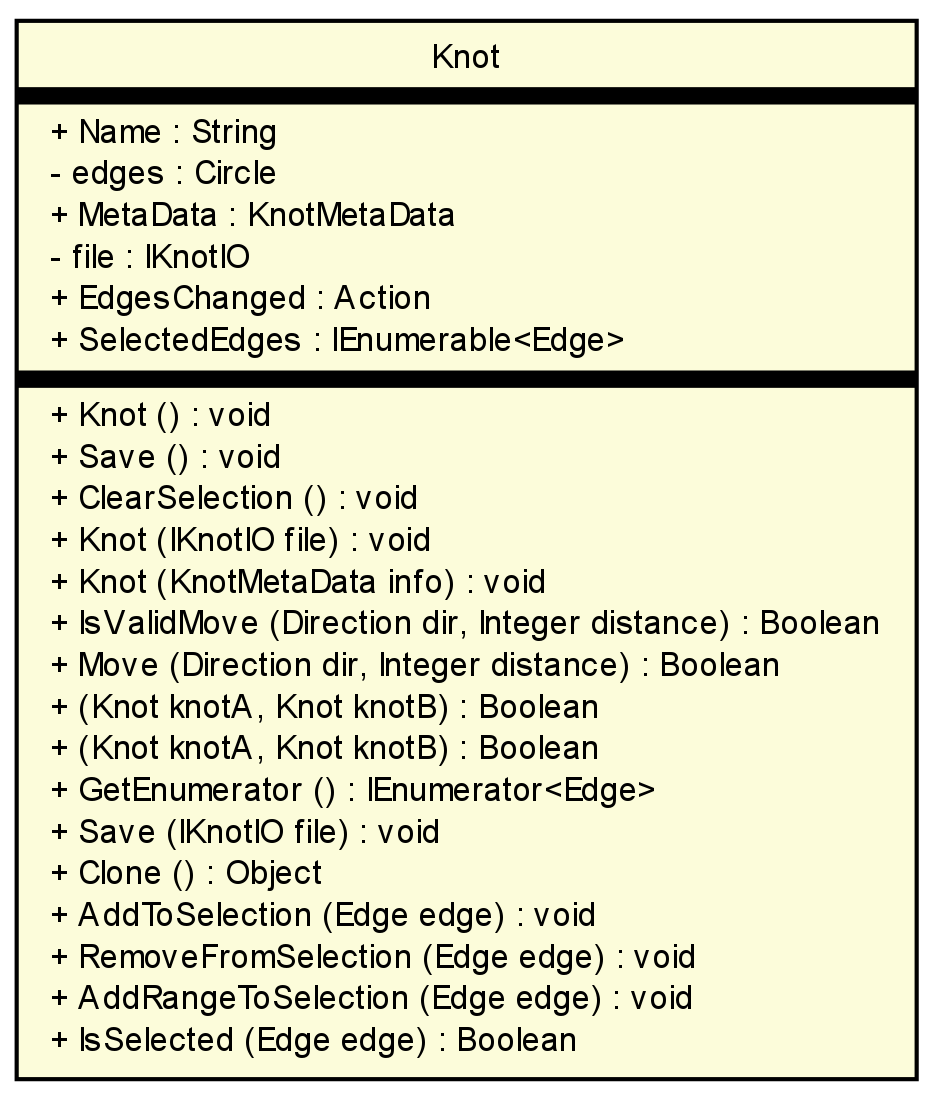 Knot
+ Name : String
- edges : Circle
+ MetaData : KnotMetaData
- file : IKnotIO
+ EdgesChanged : Action
+ SelectedEdges : IEnumerable<Edge>
+ Knot () : void
+ Save () : void
+ ClearSelection () : void
+ Knot (IKnotIO file) : void
+ Knot (KnotMetaData info) : void
+ IsValidMove (Direction dir, Integer distance) : Boolean
+ Move (Direction dir, Integer distance) : Boolean
+ (Knot knotA, Knot knotB) : Boolean
+ (Knot knotA, Knot knotB) : Boolean
+ GetEnumerator () : IEnumerator<Edge>
+ Save (IKnotIO file) : void
+ Clone () : Object
+ AddToSelection (Edge edge) : void
+ RemoveFromSelection (Edge edge) : void
+ AddRangeToSelection (Edge edge) : void
+ IsSelected (Edge edge) : Boolean